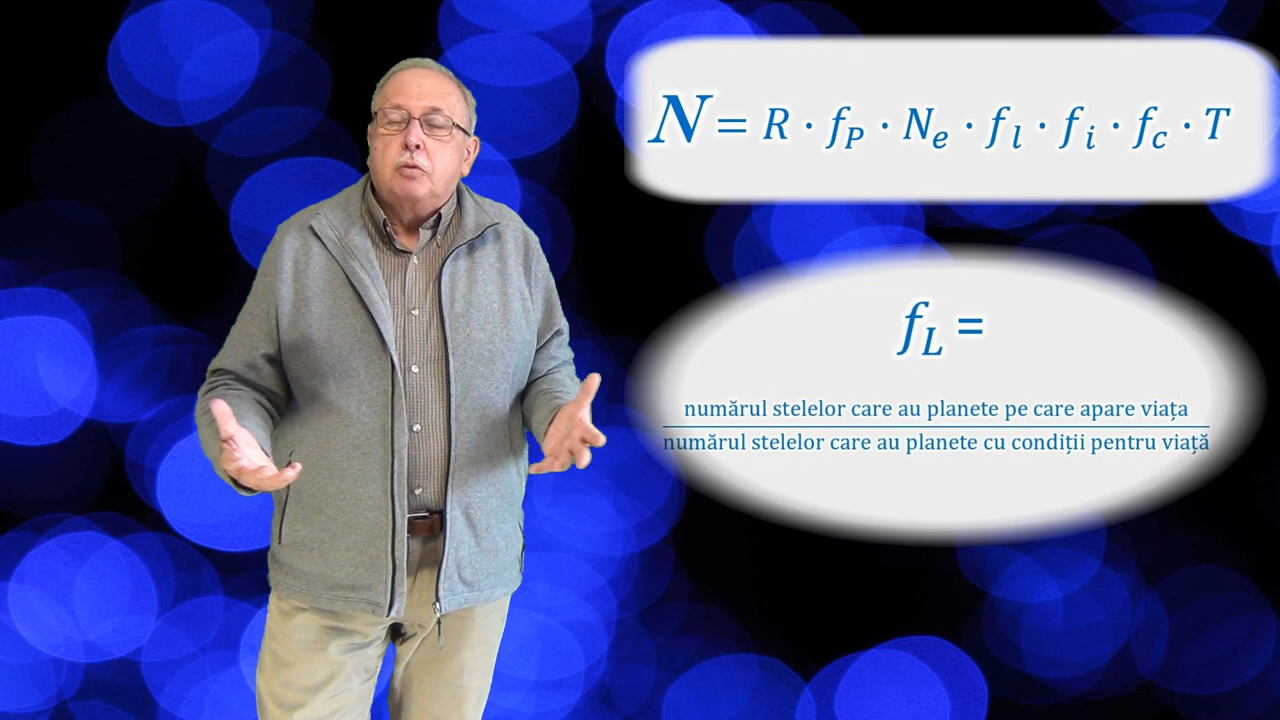 N = R · f_P · N_e · f_l · f_i · f_c · T
f_L =
numărul stelelor care au planete pe care apare viața
numărul stelelor care au planete cu condiții pentru viață